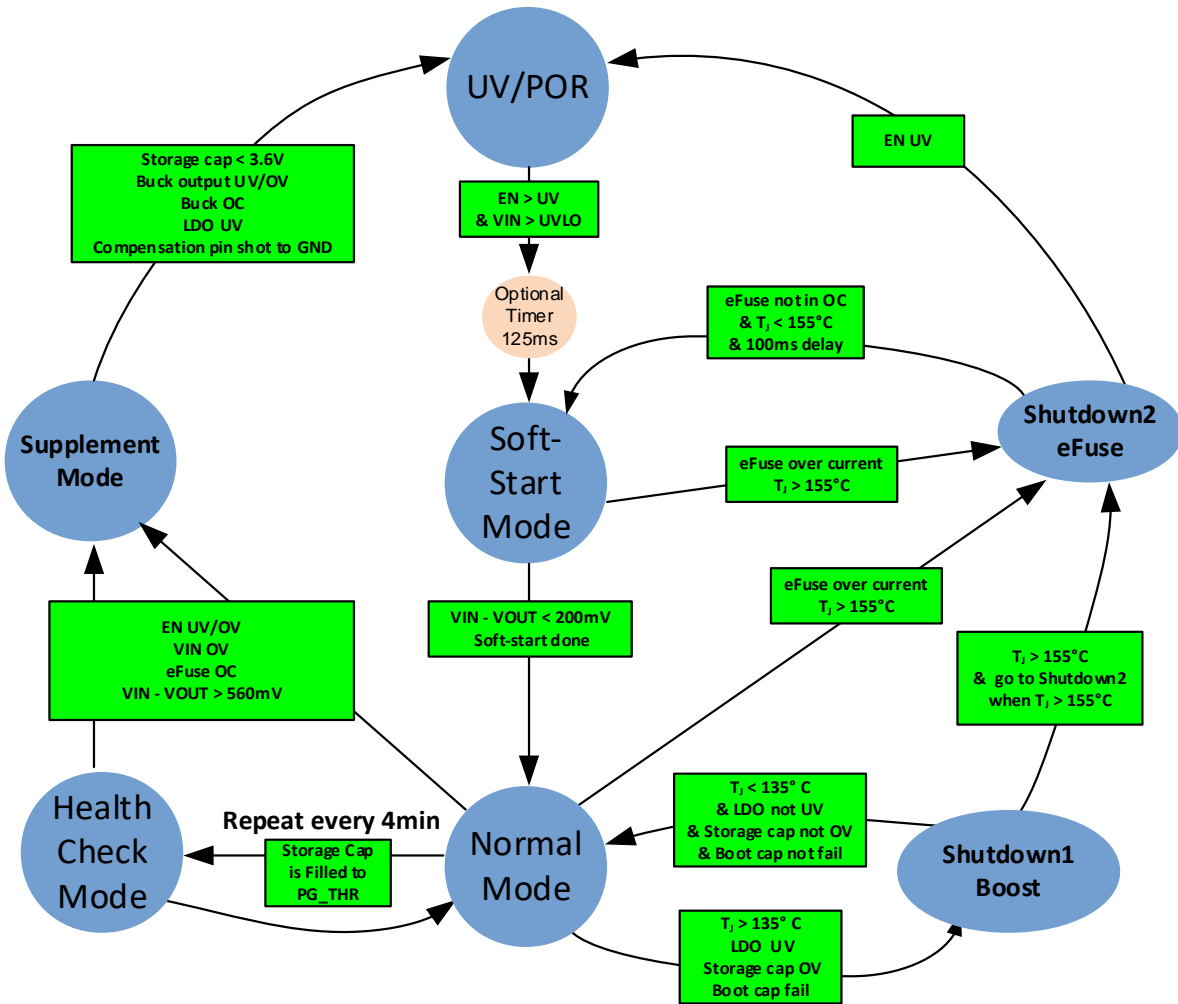 UV/POR
EN UV
Storage cap < 3.6V
Buck output UV/OV
Buck OC
LDO UV
Compensation pin shot to GND
EN > UV
& VIN > UVLO
Optional
Timer
125ms
eFuse not in OC
& TJ < 155°C
& 100ms delay
Shutdown2
eFuse
Supplement
Mode
Soft-
Start
Mode
eFuse over current
TJ > 155°C
eFuse over current
TJ > 155°C
VIN - VOUT < 200mV
Soft-start done
EN UV/OV
VIN OV
eFuse OC
VIN - VOUT > 560mV
TJ > 155°C
& go to Shutdown2
when TJ > 155°C
Health
Check
Mode
Repeat every 4min
Storage Cap
is Filled to
PG_THR
Normal
Mode
TJ < 135° C
& LDO not UV
& Storage cap not OV
& Boot cap not fail
Shutdown1
Boost
TJ > 135° C
LDO UV
Storage cap OV
Boot cap fail